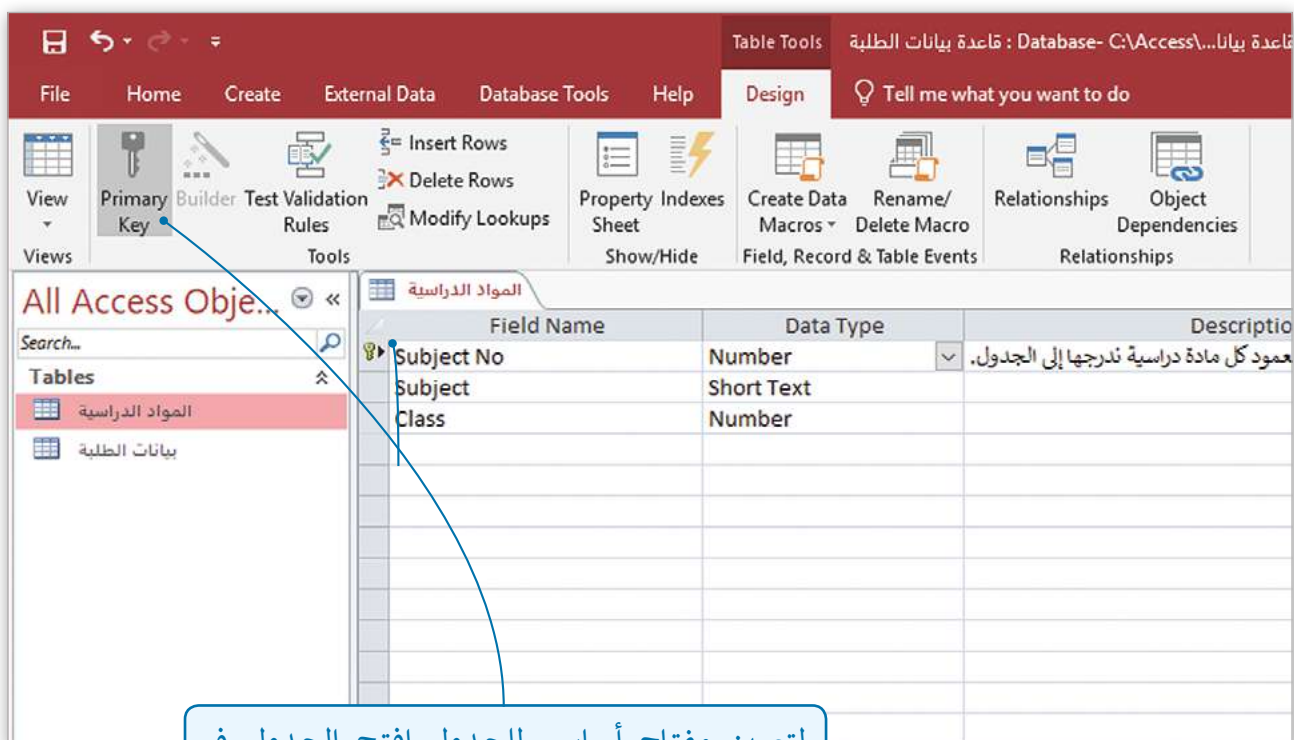 Table Tools
قاعدة بيانات الطلبة : Database- C:\Access\...قاعدة بيانا
File Home Create External Data Database Tools Help Design Tell me what you want to do
View
Views
Primary Key
Builder
Test Validation Rules
Insert Rows
Delete Rows
Modify Lookups
Tools
Property Sheet
Indexes
Show/Hide
Create Data Macros
Rename/ Delete Macro
Field, Record & Table Events
Relationships
Object Dependencies
Relationships
All Access Obje...
Search...
Tables
المواد الدراسية
بيانات الطلبة
المواد الدراسية
Field Name Data Type
Subject No Number كل مادة دراسية ندرجها إلى الجدول.
Subject Short Text
Class Number